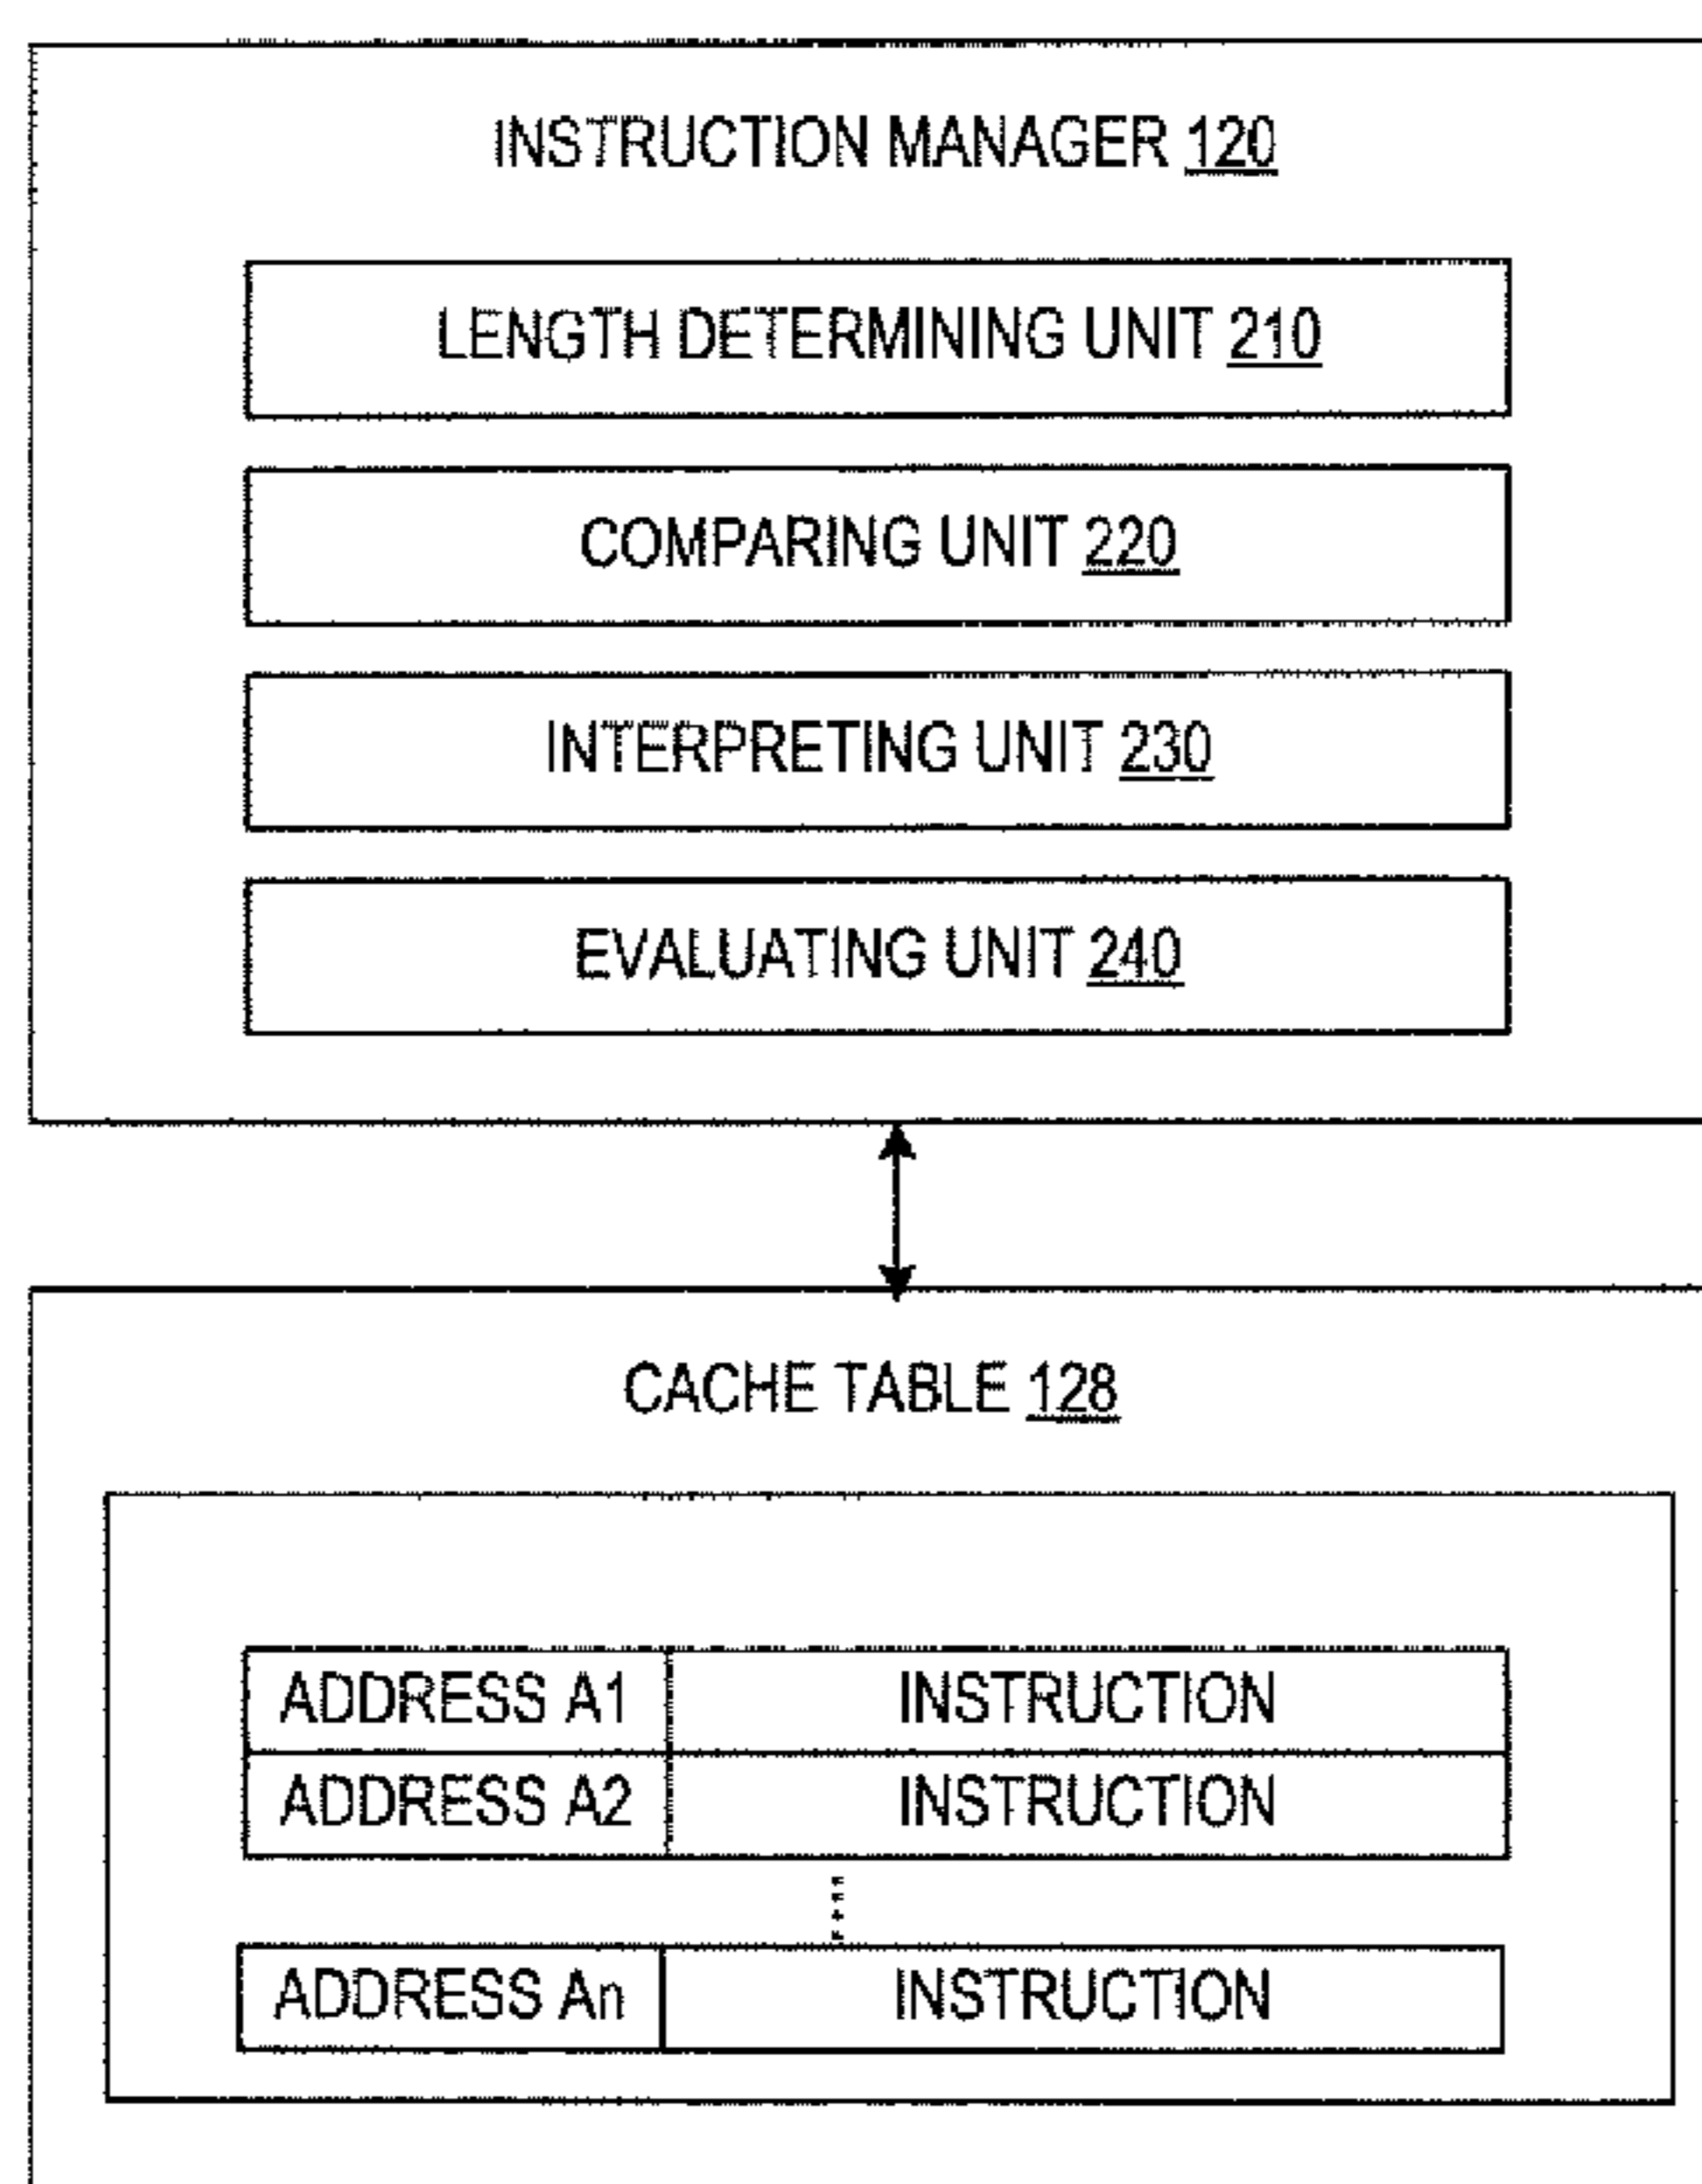 INSTRUCTION MANAGER 120
LENGTH DETERMINING UNIT 210
COMPARING UNIT 220
INTERPRETING UNIT 230
EVALUATING UNIT 240
CACHE TABLE 128
ADDRESS A1 INSTRUCTION
ADDRESS A2 INSTRUCTION
ADDRESS An INSTRUCTION